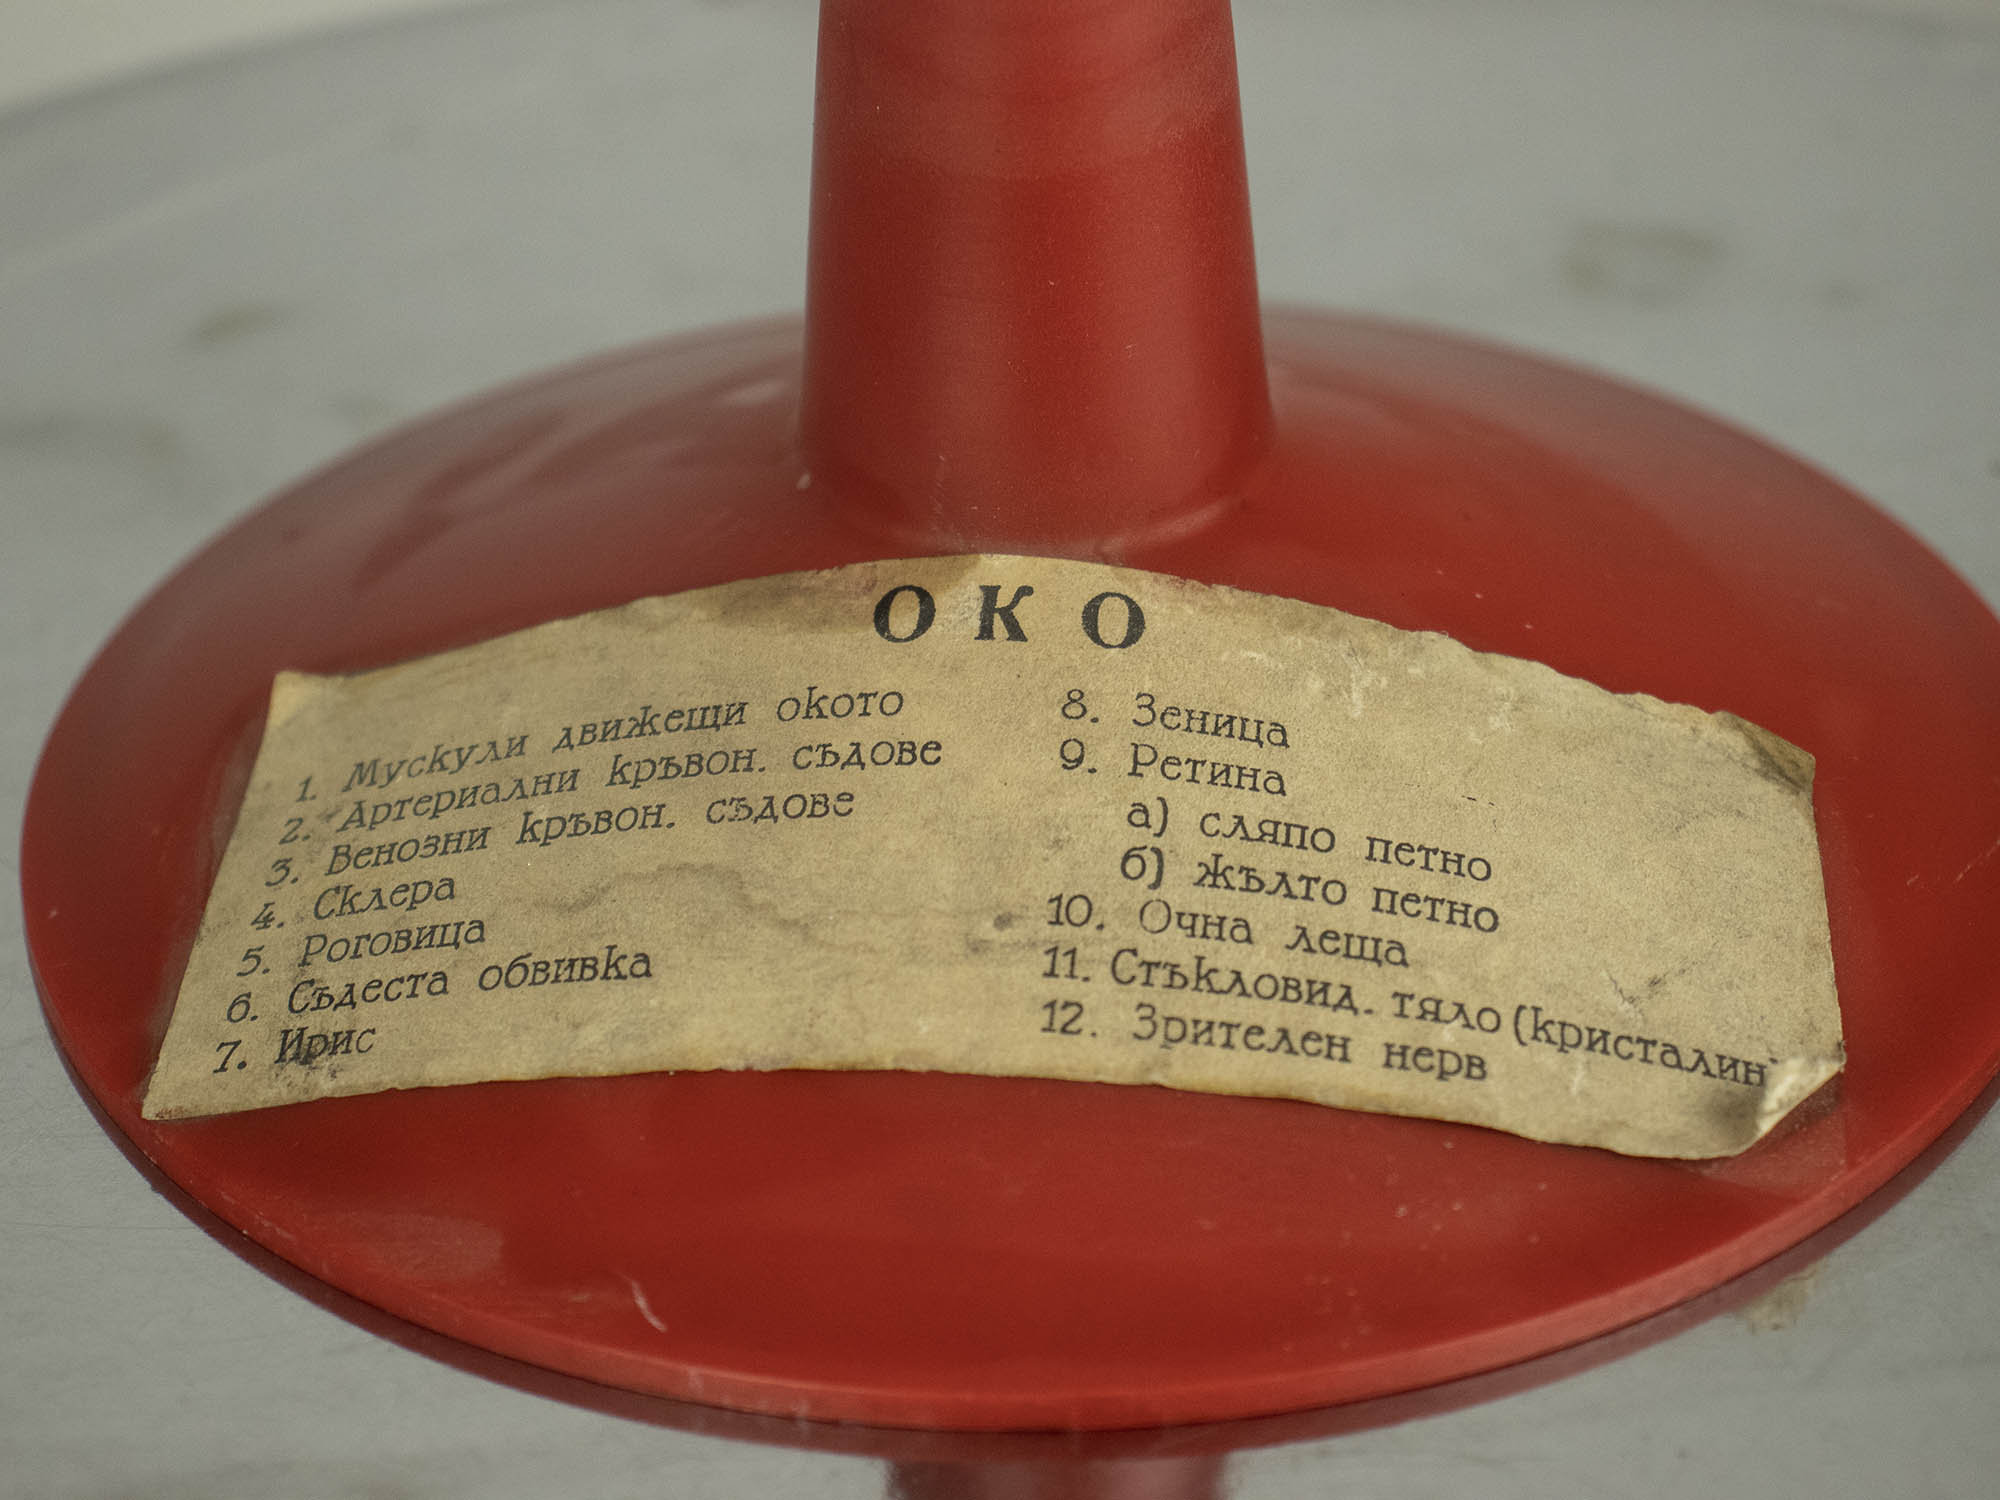 ОКО
1. Мускули движещи окото
2. Артериални кръвон. съдове
3. Венозни кръвон. съдове
4. Склера
5. Роговица
6. Съдеста обвивка
7. Ирис
8. Зеница
9. Ретина
а) сляпо петно
б) жълто петно
10. Очна леща
11. Стъкловид. тяло (кристалин
12. Зрителен нерв